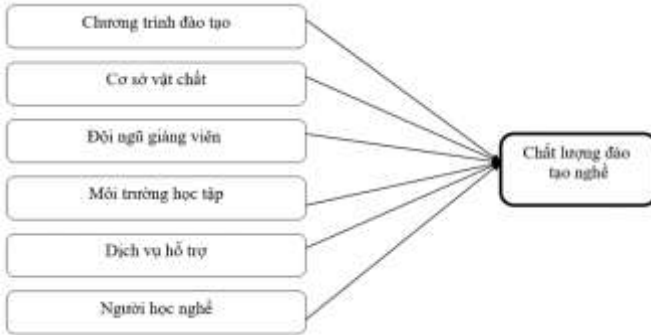 Chương trình đào tạo
Cơ sở vật chất
Đội ngũ giảng viên
Môi trường học tập
Dịch vụ hỗ trợ
Người học nghề
Chất lượng đào
tạo nghề